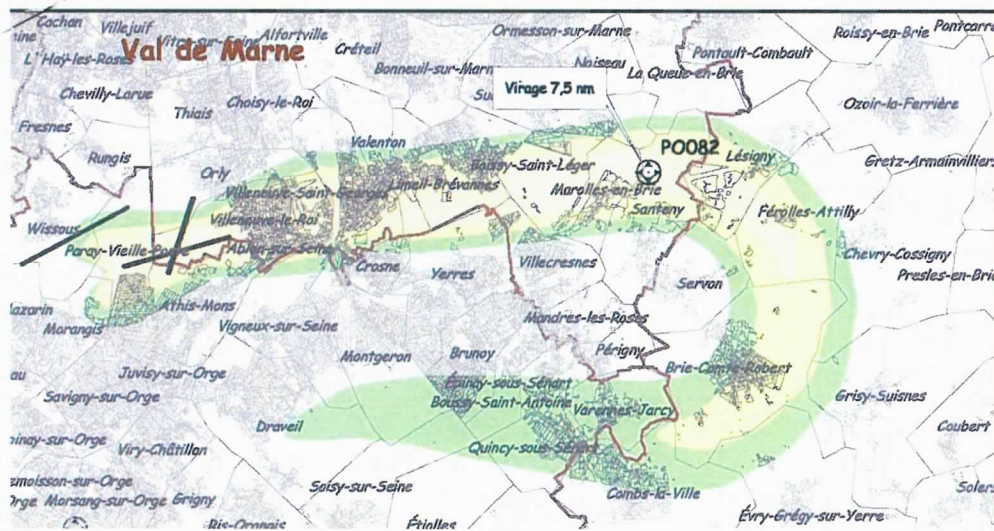 Cachan
Villejuif
Alfortville
Ormesson-sur-Marne
Roissy-en-Brie
Val de Marne
Créteil
Noiseau
Pontault-Combault
Bonneuil-sur-Marn
La Queue-en-Brie
Chevilly-Larue
Choisy-le-Roi
Virage 7,5 nm
Ozoir-la-Ferrière
Thiais
Fresnes
Valenton
PO082
Rungis
Boissy-Saint-Léger
Lésigny
Gretz-Armainvilliers
Orly
Villeneuve-Saint-Georges
Limeil-Brévannes
Marolles-en-Brie
Villeneuve-le-Roi
Santeny
Férolles-Attilly
Wissous
Paray-Vieille-Poste
Ablon-sur-Seine
Crosne
Villecresnes
Chevry-Cossigny
Yerres
Presles-en-Brie
Servon
Athis-Mons
Morangis
Vigneux-sur-Seine
Mandres-les-Roses
Périgny
Montgeron
Brunoy
Brie-Comte-Robert
Juvisy-sur-Orge
Épinay-sous-Sénart
Savigny-sur-Orge
Boussy-Saint-Antoine
Varennes-Jarcy
Grisy-Suisnes
Draveil
Coubert
Viry-Châtillon
Quincy-sous-Sénart
Soisy-sur-Seine
Combs-la-Ville
Morsang-sur-Orge
Grigny
Ris-Orangis
Étiolles
Évry-Grégy-sur-Yerre